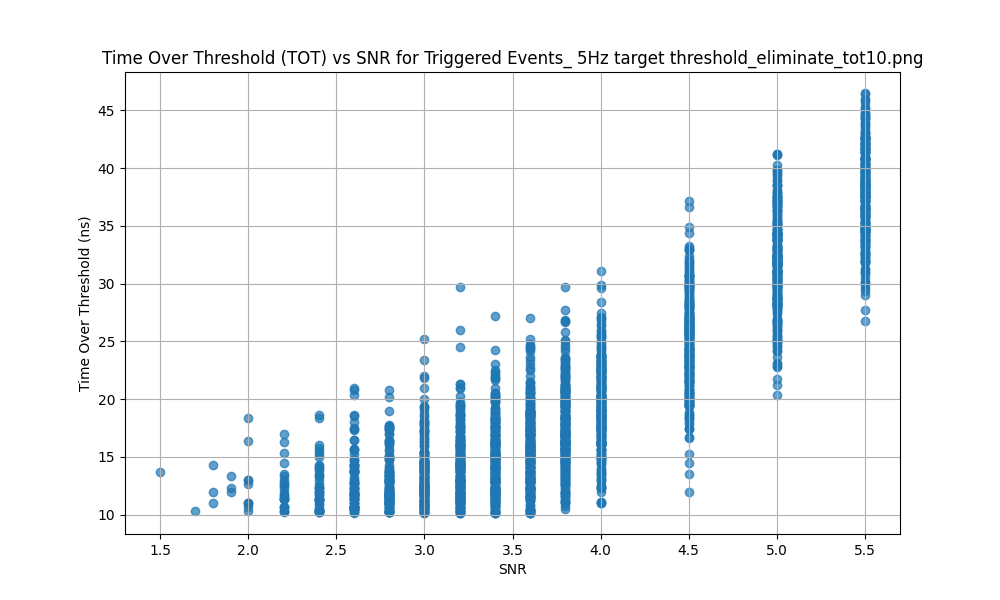 Time Over Threshold (TOT) vs SNR for Triggered Events_ 5Hz target threshold_eliminate_tot10.png
Time Over Threshold (ns)
45
40
35
30
25
20
15
10
1.5 2.0 2.5 3.0 3.5 4.0 4.5 5.0 5.5
SNR